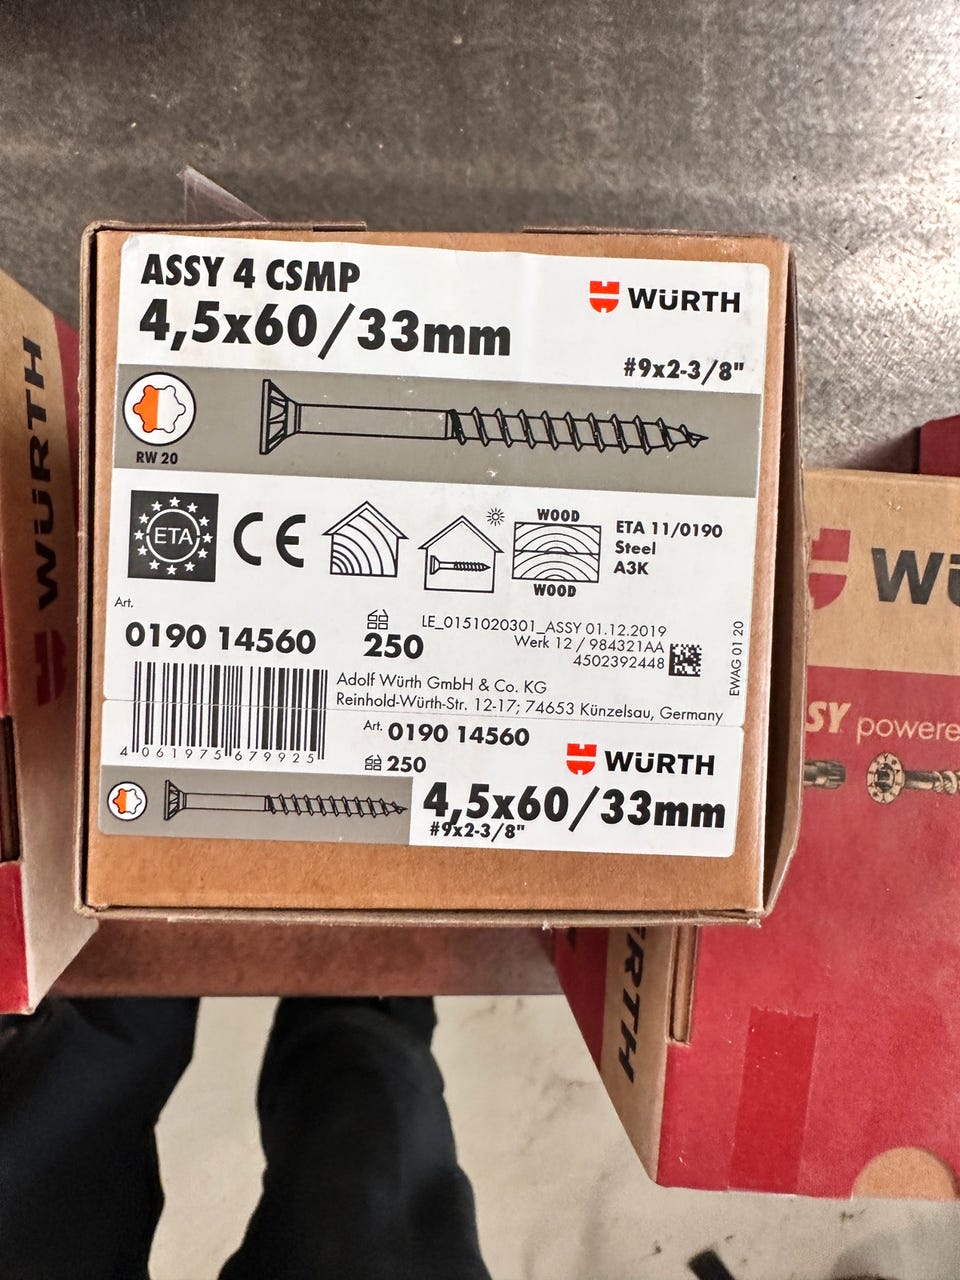 ASSY 4 CSMP
4,5x60/33mm
WÜRTH
#9x2-3/8"
RW 20
ETA
CE
WOOD
WOOD
ETA 11/0190
Steel
A3K
Art.
0190 14560
250
LE_0151020301_ASSY 01.12.2019
Werk 12 / 984321AA
4502392448
EWAG 01 20
Adolf Würth GmbH & Co. KG
Reinhold-Würth-Str. 12-17; 74653 Künzelsau, Germany
4 061975 679925
Art. 0190 14560
250
WÜRTH
4,5x60/33mm
#9x2-3/8"
WÜRTH
WÜ
SY powere
RTH